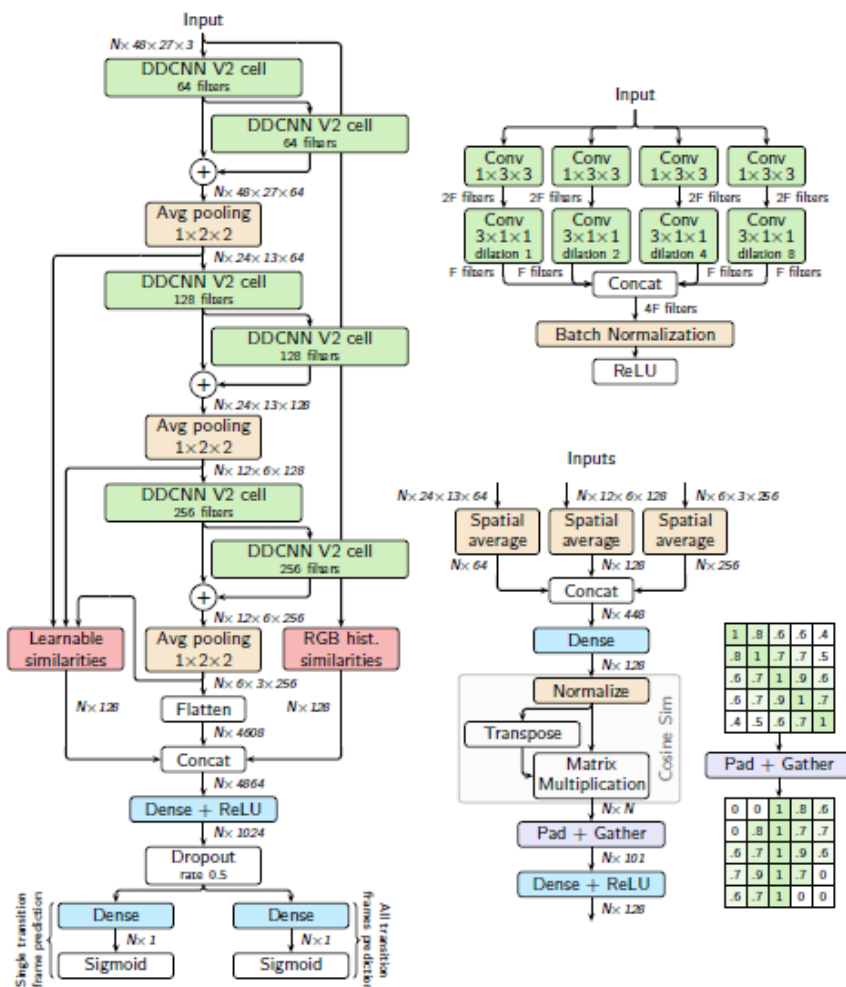 Input
N×48×27×3
DDCNN V2 cell
64 filters
DDCNN V2 cell
64 filters
+
N×48×27×64
Avg pooling
1×2×2
N×24×13×64
DDCNN V2 cell
128 filters
DDCNN V2 cell
128 filters
+
N×24×13×128
Avg pooling
1×2×2
N×12×6×128
DDCNN V2 cell
256 filters
DDCNN V2 cell
256 filters
+
N×12×6×256
Learnable
similarities
Avg pooling
1×2×2
RGB hist.
similarities
N×6×3×256
N×128
Flatten
N×128
N×4608
Concat
N×4864
Dense + ReLU
N×1024
Dropout
rate 0.5
Single transition
frame prediction
Dense
N×1
Sigmoid
Dense
N×1
Sigmoid
All transition
frames prediction
Input
Conv
1×3×3
Conv
1×3×3
Conv
1×3×3
Conv
1×3×3
2F filters
2F filters
2F filters
2F filters
Conv
3×1×1
dilation 1
Conv
3×1×1
dilation 2
Conv
3×1×1
dilation 4
Conv
3×1×1
dilation 8
F filters
F filters
F filters
F filters
Concat
4F filters
Batch Normalization
ReLU
Inputs
N×24×13×64
N×12×6×128
N×6×3×256
Spatial
average
Spatial
average
Spatial
average
N×64
N×128
N×256
Concat
N×448
Dense
N×128
Normalize
Transpose
Matrix
Multiplication
Cosine Sim
N×N
Pad + Gather
N×101
Dense + ReLU
N×128
1 .8 .6 .6 .4
.8 1 .7 .7 .5
.6 .7 1 .9 .6
.6 .7 .9 1 .7
.4 .5 .6 .7 1
Pad + Gather
0 0 1 .8 .6
0 .8 1 .7 .7
.6 .7 1 .9 .6
.7 .9 1 .7 0
.6 .7 1 0 0